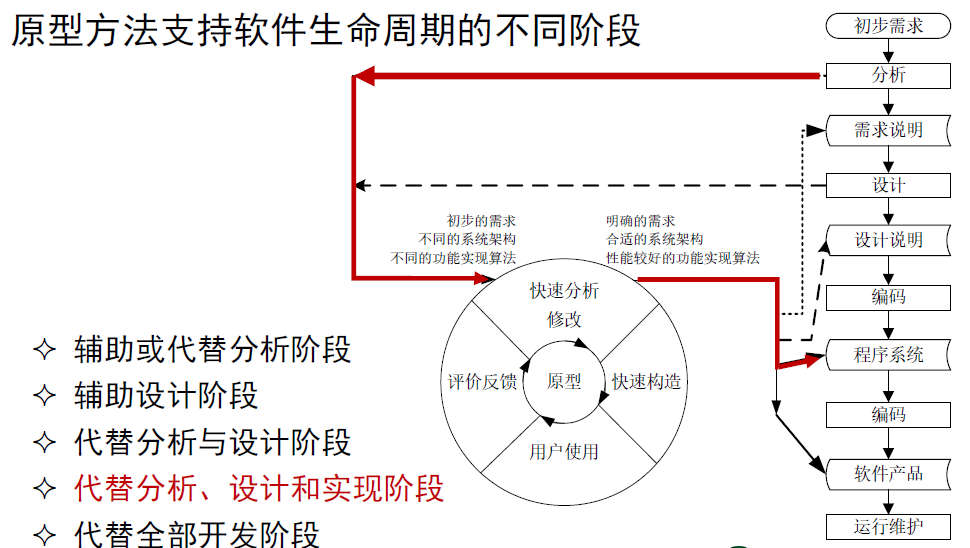 原型方法支持软件生命周期的不同阶段
初步需求
分析
需求说明
设计
设计说明
编码
程序系统
编码
软件产品
运行维护
初步的需求
不同的系统架构
不同的功能实现算法
明确的需求
合适的系统架构
性能较好的功能实现算法
快速分析
修改
评价反馈
原型
快速构造
用户使用
✧ 辅助或代替分析阶段
✧ 辅助设计阶段
✧ 代替分析与设计阶段
✧ 代替分析、设计和实现阶段
✧ 代替全部开发阶段